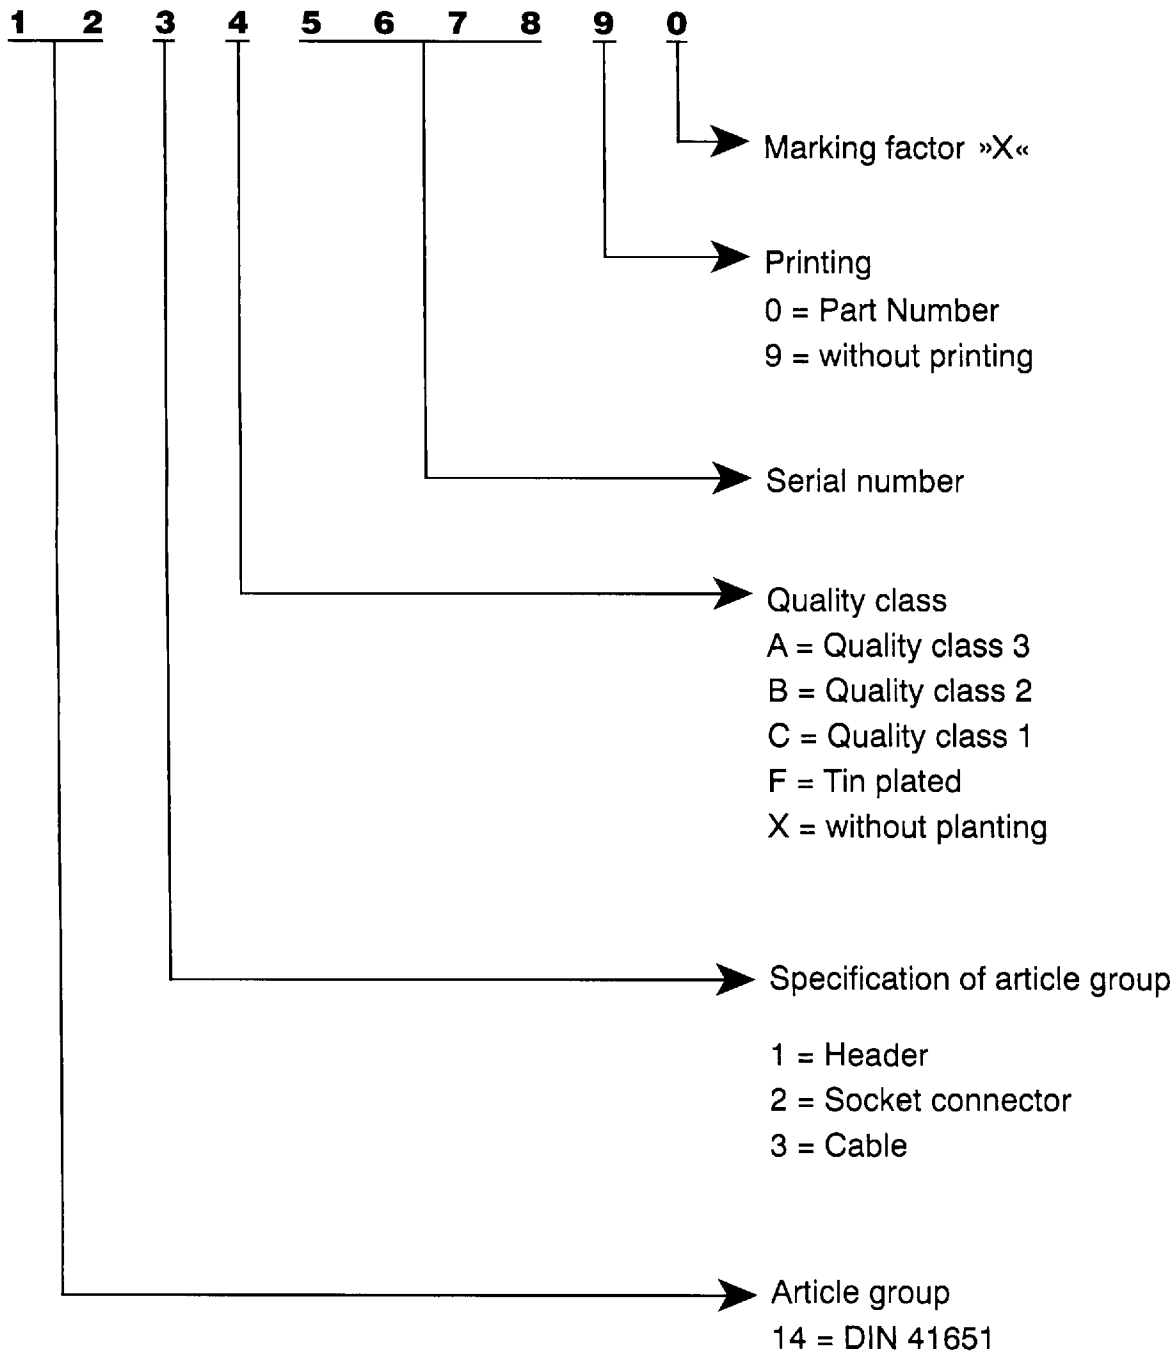 1 2 3 4 5 6 7 8 9 0
Marking factor »X«
Printing
0 = Part Number
9 = without printing
Serial number
Quality class
A = Quality class 3
B = Quality class 2
C = Quality class 1
F = Tin plated
X = without planting
Specification of article group
1 = Header
2 = Socket connector
3 = Cable
Article group
14 = DIN 41651